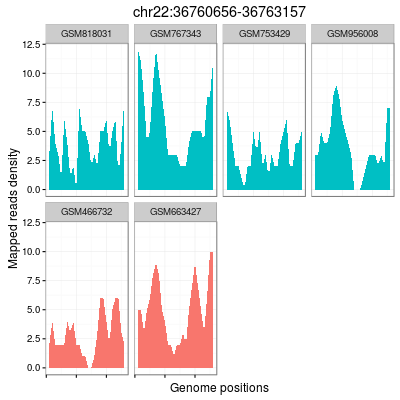 chr22:36760656-36763157
GSM818031 GSM767343 GSM753429 GSM956008
12.5
10.0
7.5
5.0
2.5
0.0
GSM466732 GSM663427
12.5
10.0
7.5
5.0
2.5
0.0
Mapped reads density
Genome positions